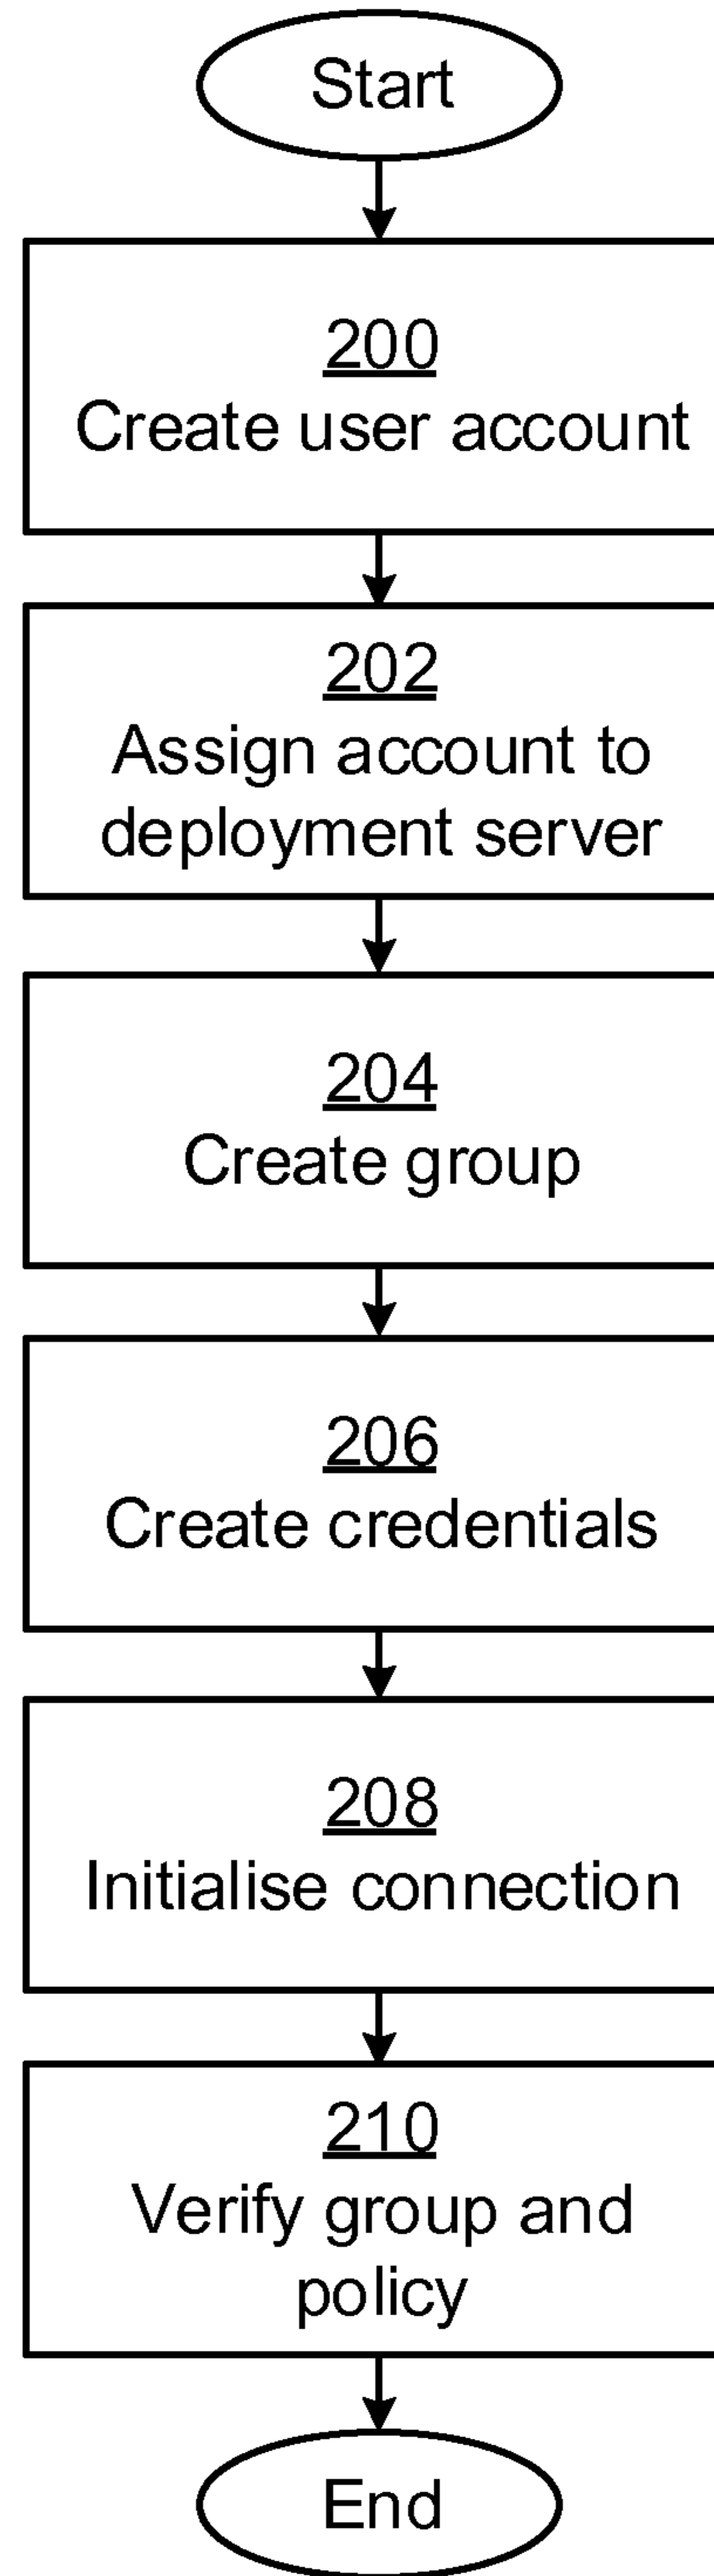 Start
200
Create user account
202
Assign account to
deployment server
204
Create group
206
Create credentials
208
Initialise connection
210
Verify group and
policy
End